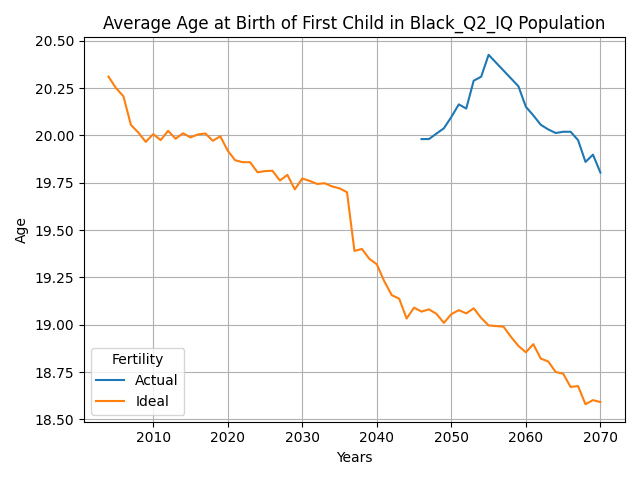 Average Age at Birth of First Child in Black_Q2_IQ Population
20.50
20.25
20.00
19.75
19.50
19.25
19.00
18.75
18.50
Age
Fertility
Actual
Ideal
2010 2020 2030 2040 2050 2060 2070
Years